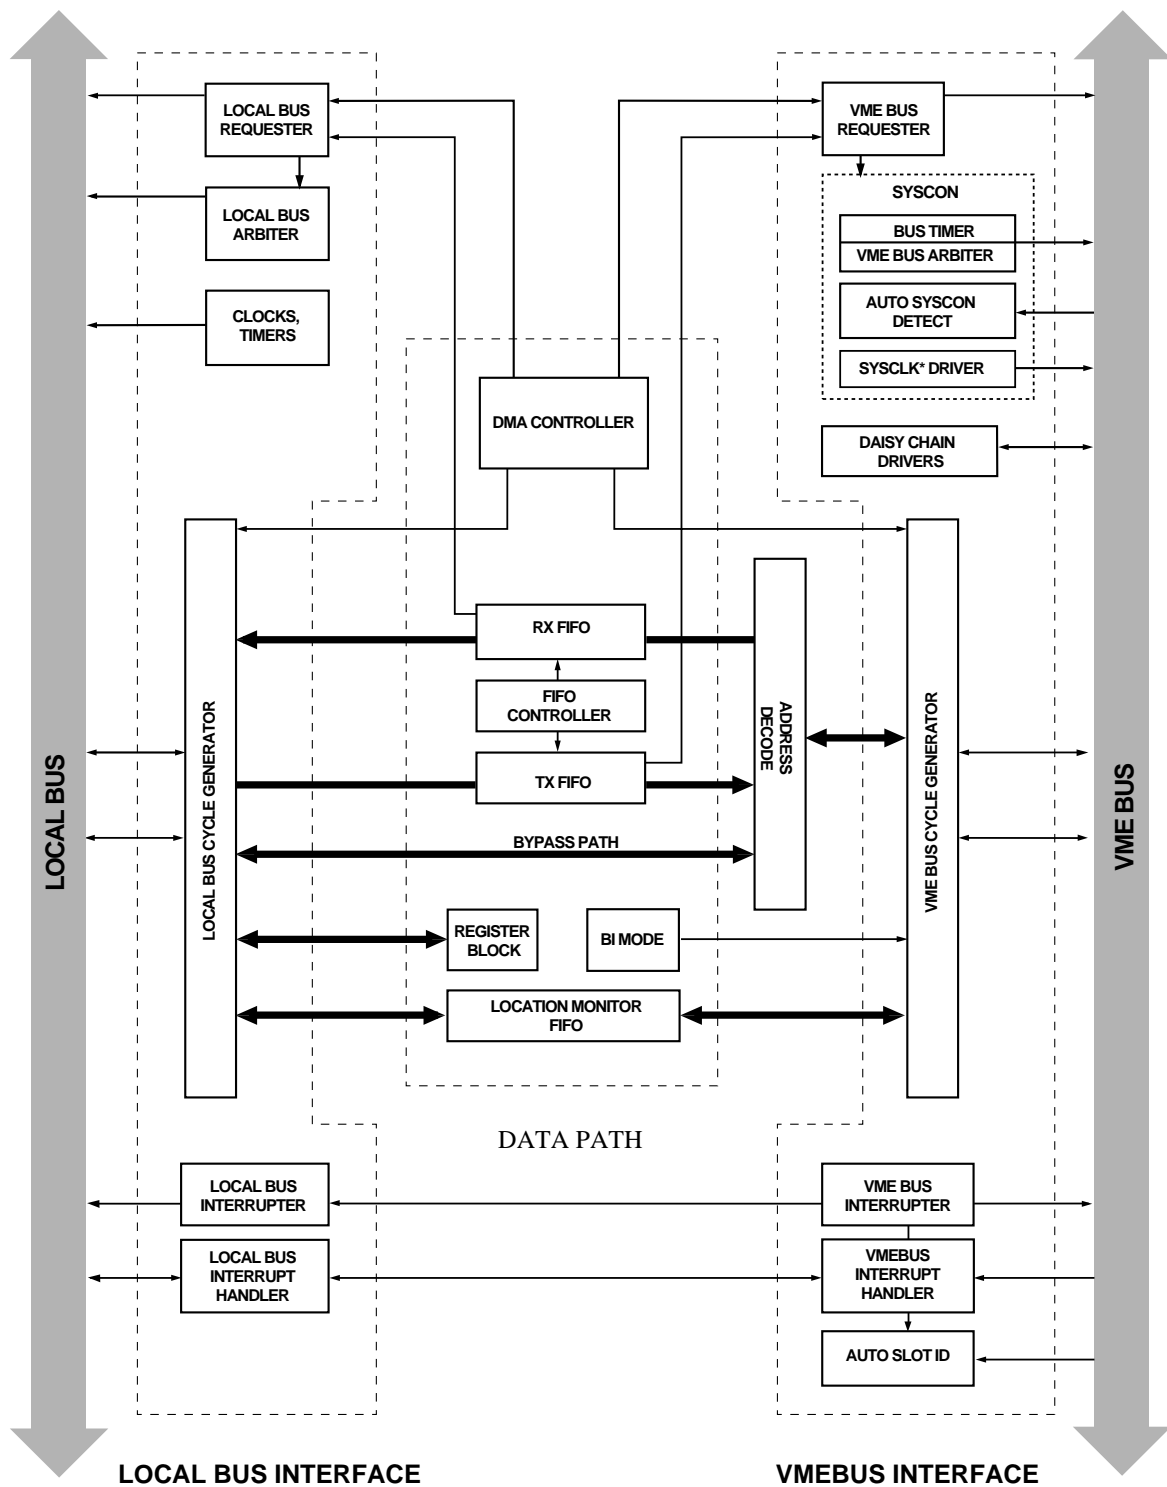 LOCAL BUS
REQUESTER
LOCAL BUS
ARBITER
CLOCKS,
TIMERS
VME BUS
REQUESTER
SYSCON
BUS TIMER
VME BUS ARBITER
AUTO SYSCON
DETECT
SYSCLK* DRIVER
DAISY CHAIN
DRIVERS
DMA CONTROLLER
RX FIFO
FIFO
CONTROLLER
TX FIFO
BYPASS PATH
REGISTER
BLOCK
BI MODE
LOCATION MONITOR
FIFO
ADDRESS
DECODE
LOCAL BUS CYCLE GENERATOR
VME BUS CYCLE GENERATOR
LOCAL BUS
VME BUS
DATA PATH
LOCAL BUS
INTERRUPTER
VME BUS
INTERRUPTER
LOCAL BUS
INTERRUPT
HANDLER
VMEBUS
INTERRUPT
HANDLER
AUTO SLOT ID
LOCAL BUS INTERFACE
VMEBUS INTERFACE